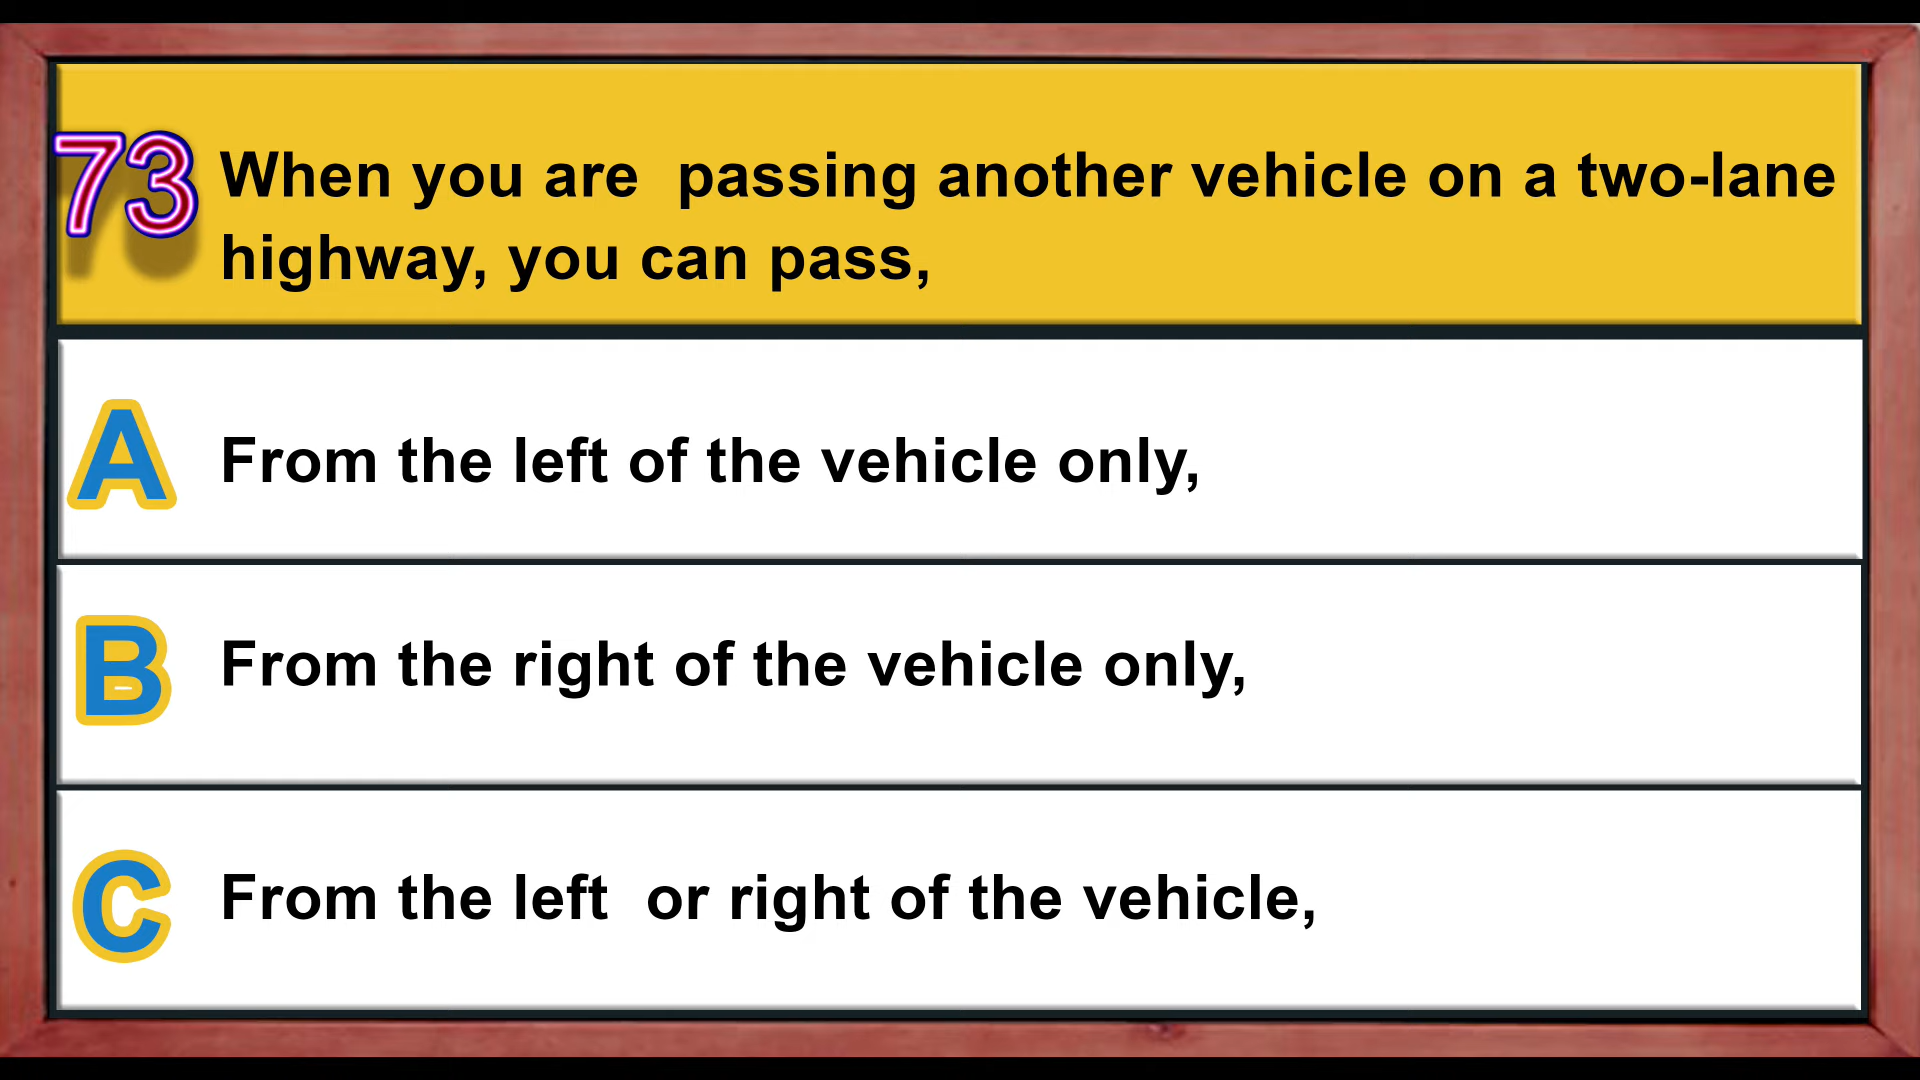 73 When you are  passing another vehicle on a two-lane
highway, you can pass,
A From the left of the vehicle only,
B From the right of the vehicle only,
C From the left  or right of the vehicle,